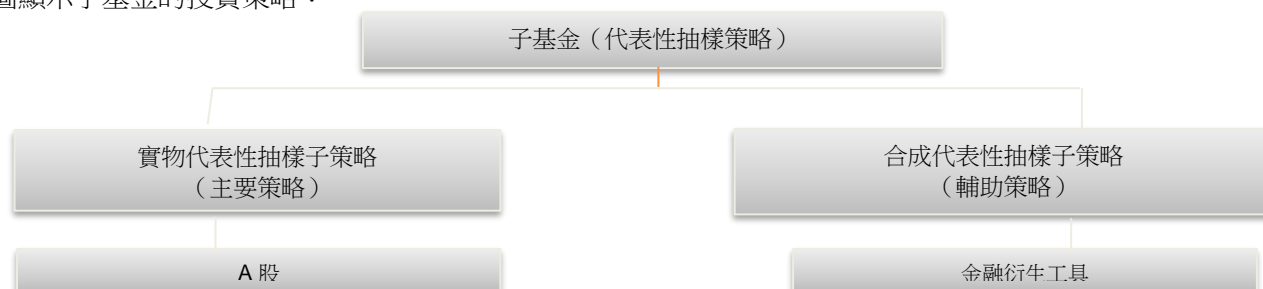 圖顯示子基金的投資策略：
子基金（代表性抽樣策略）
實物代表性抽樣子策略
（主要策略）
合成代表性抽樣子策略
（輔助策略）
A 股
金融衍生工具